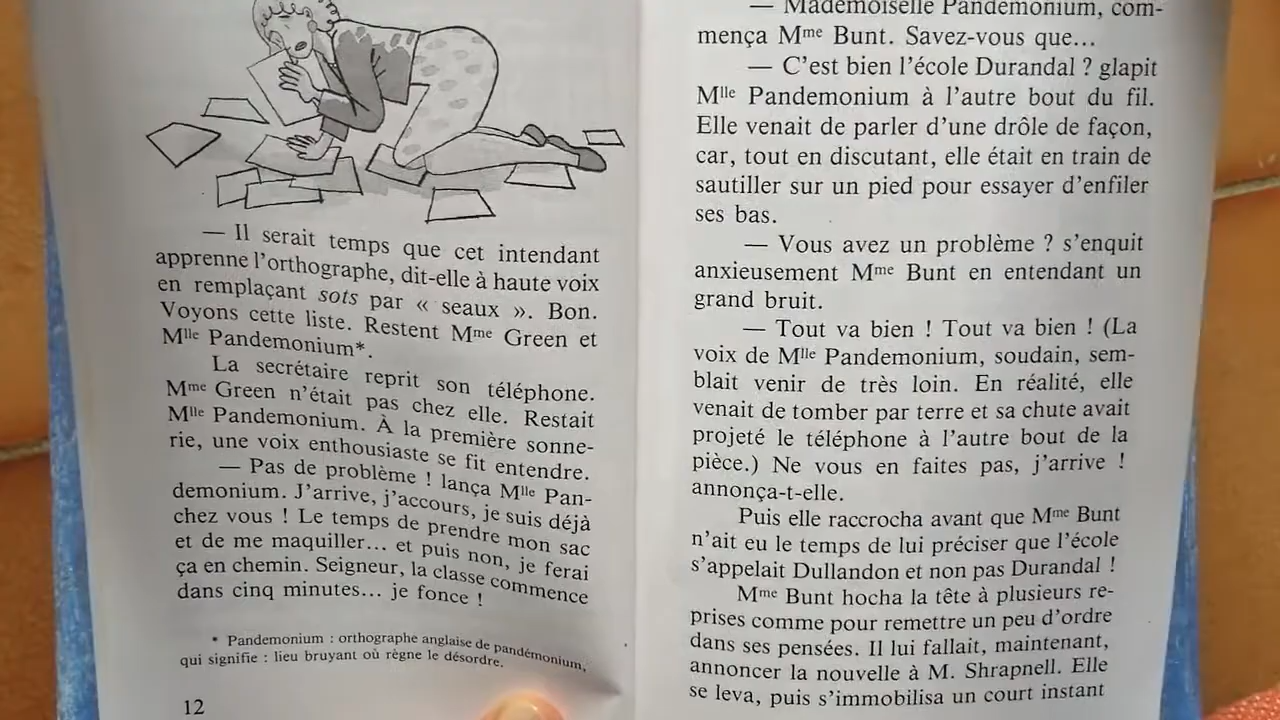 — Il serait temps que cet intendant
apprenne l'orthographe, dit-elle à haute voix
en remplaçant sots par « seaux ». Bon.
Voyons cette liste. Restent Mme Green et
Mlle Pandemonium*.
La secrétaire reprit son téléphone.
Mme Green n'était pas chez elle. Restait
Mlle Pandemonium. À la première sonne-
rie, une voix enthousiaste se fit entendre.
— Pas de problème ! lança Mlle Pan-
demonium. J'arrive, j'accours, je suis déjà
chez vous ! Le temps de prendre mon sac
et de me maquiller... et puis non, je ferai
ça en chemin. Seigneur, la classe commence
dans cinq minutes... je fonce !
* Pandemonium : orthographe anglaise de pandémonium,
qui signifie : lieu bruyant où règne le désordre.
12
— Mademoiselle Pandemonium, com-
mença Mme Bunt. Savez-vous que...
— C'est bien l'école Durandal ? glapit
Mlle Pandemonium à l'autre bout du fil.
Elle venait de parler d'une drôle de façon,
car, tout en discutant, elle était en train de
sautiller sur un pied pour essayer d'enfiler
ses bas.
— Vous avez un problème ? s'enquit
anxieusement Mme Bunt en entendant un
grand bruit.
— Tout va bien ! Tout va bien ! (La
voix de Mlle Pandemonium, soudain, sem-
blait venir de très loin. En réalité, elle
venait de tomber par terre et sa chute avait
projeté le téléphone à l'autre bout de la
pièce.) Ne vous en faites pas, j'arrive !
annonça-t-elle.
Puis elle raccrocha avant que Mme Bunt
n'ait eu le temps de lui préciser que l'école
s'appelait Dullandon et non pas Durandal !
Mme Bunt hocha la tête à plusieurs re-
prises comme pour remettre un peu d'ordre
dans ses pensées. Il lui fallait, maintenant,
annoncer la nouvelle à M. Shrapnell. Elle
se leva, puis s'immobilisa un court instant